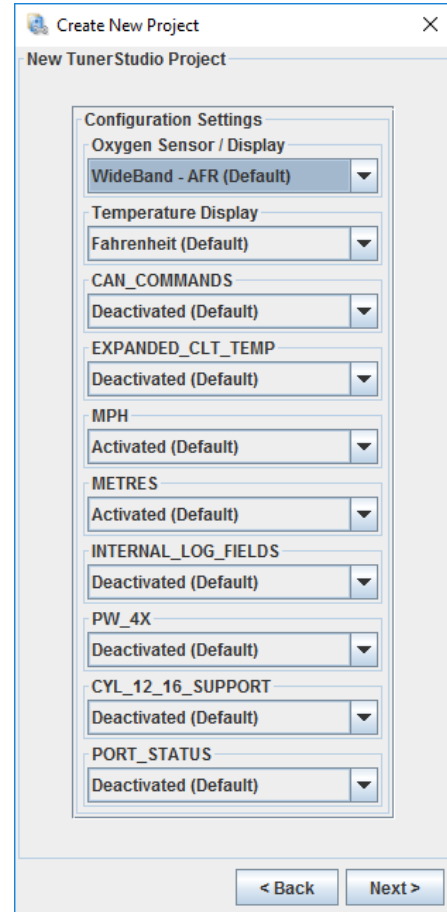 Create New Project
New TunerStudio Project
Configuration Settings
Oxygen Sensor / Display
WideBand - AFR (Default)
Temperature Display
Fahrenheit (Default)
CAN_COMMANDS
Deactivated (Default)
EXPANDED_CLT_TEMP
Deactivated (Default)
MPH
Activated (Default)
METRES
Activated (Default)
INTERNAL_LOG_FIELDS
Deactivated (Default)
PW_4X
Deactivated (Default)
CYL_12_16_SUPPORT
Deactivated (Default)
PORT_STATUS
Deactivated (Default)
< Back Next >